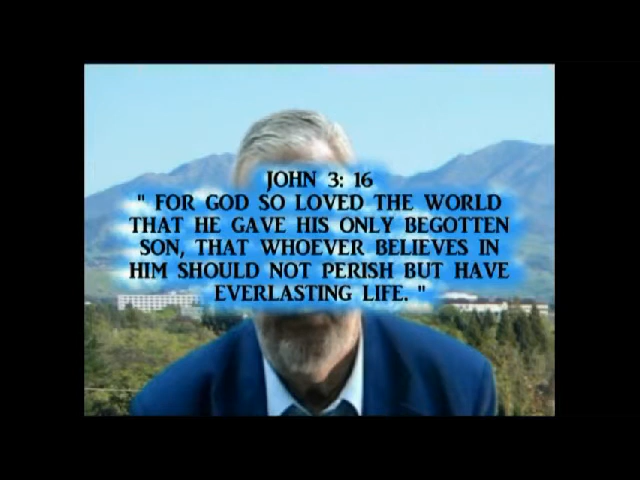 JOHN 3: 16
" FOR GOD SO LOVED THE WORLD
THAT HE GAVE HIS ONLY BEGOTTEN
SON, THAT WHOEVER BELIEVES IN
HIM SHOULD NOT PERISH BUT HAVE
EVERLASTING LIFE. "